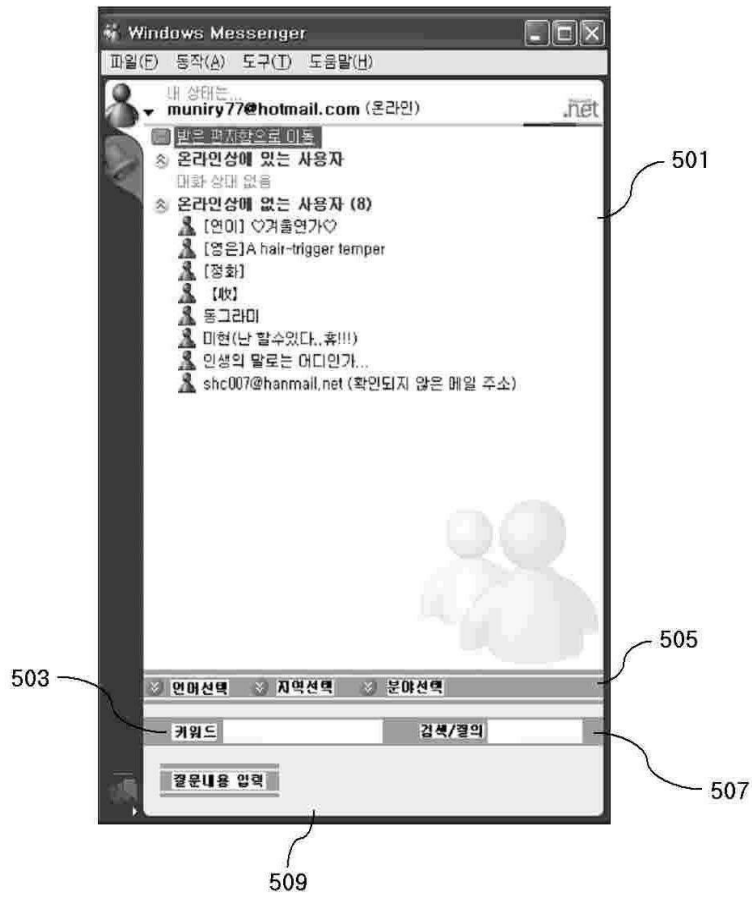 Windows Messenger
파일(F) 동작(A) 도구(T) 도움말(H)
내 상태는...
muniry77@hotmail.com (온라인)
.net
받은 편지함으로 이동
온라인상에 있는 사용자
대화 상대 없음
온라인상에 없는 사용자 (8)
[연이] ♡겨울연가♡
[영은]A hair-trigger temper
[정화]
【收】
동그라미
미현(난 할수있다..휴!!!)
인생의 말로는 어디인가...
shc007@hanmail.net (확인되지 않은 메일 주소)
501
505
언어선택 지역선택 분야선택
503
키워드 검색/질의
507
질문내용 입력
509